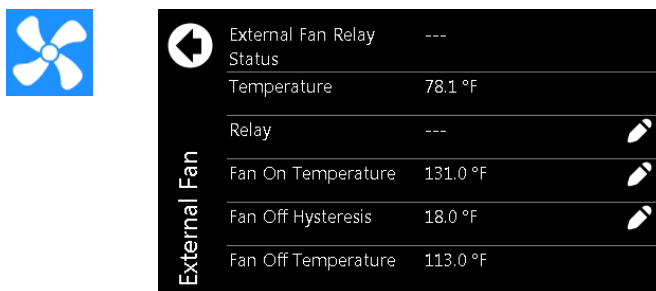 External Fan Relay Status ---
Temperature 78.1 °F
Relay ---
Fan On Temperature 131.0 °F
Fan Off Hysteresis 18.0 °F
Fan Off Temperature 113.0 °F
External Fan